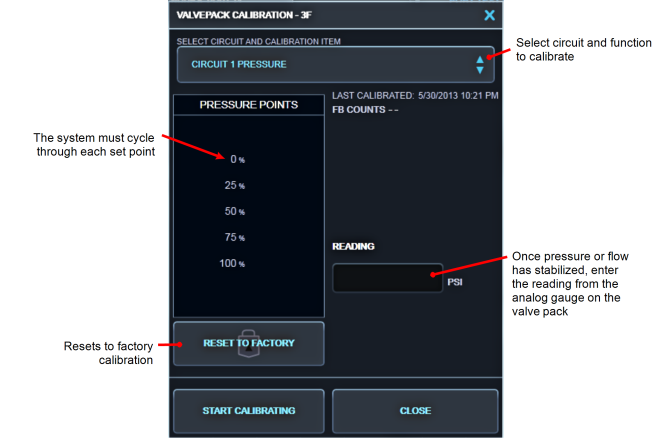 VALVEPACK CALIBRATION - 3F X
SELECT CIRCUIT AND CALIBRATION ITEM
CIRCUIT 1 PRESSURE
Select circuit and function
to calibrate
PRESSURE POINTS
LAST CALIBRATED: 5/30/2013 10:21 PM
FB COUNTS - -
The system must cycle
through each set point
0 %
25 %
50 %
75 %
100 %
READING
PSI
Once pressure or flow
has stabilized, enter
the reading from the
analog gauge on the
valve pack
RESET TO FACTORY
Resets to factory
calibration
START CALIBRATING
CLOSE